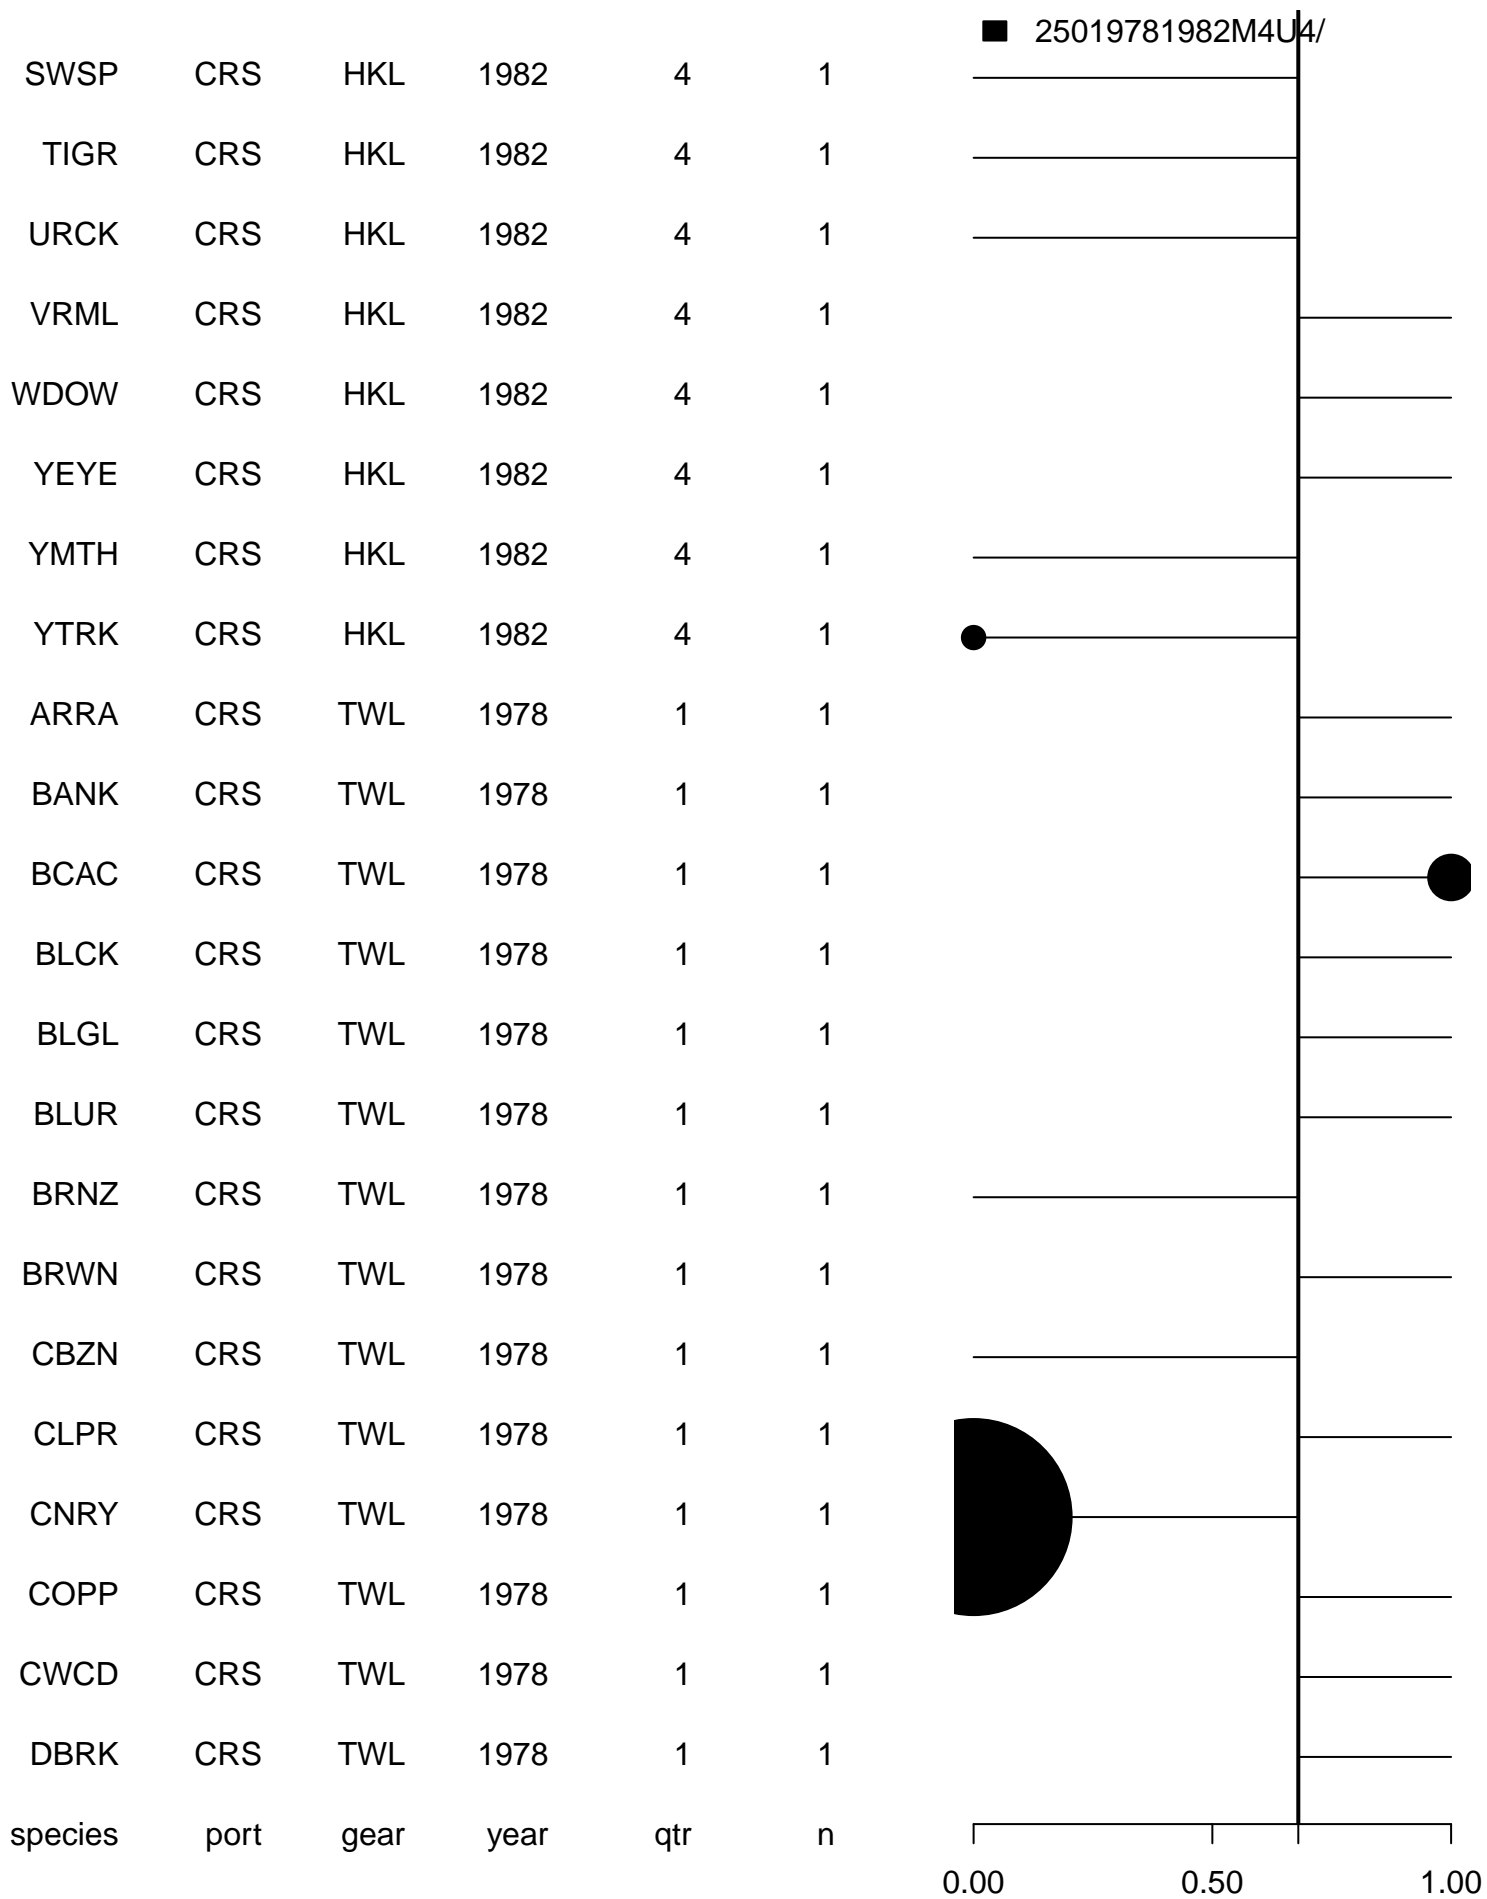 25019781982M4U4/
SWSP CRS HKL 1982 4 1
TIGR CRS HKL 1982 4 1
URCK CRS HKL 1982 4 1
VRML CRS HKL 1982 4 1
WDOW CRS HKL 1982 4 1
YEYE CRS HKL 1982 4 1
YMTH CRS HKL 1982 4 1
YTRK CRS HKL 1982 4 1
ARRA CRS TWL 1978 1 1
BANK CRS TWL 1978 1 1
BCAC CRS TWL 1978 1 1
BLCK CRS TWL 1978 1 1
BLGL CRS TWL 1978 1 1
BLUR CRS TWL 1978 1 1
BRNZ CRS TWL 1978 1 1
BRWN CRS TWL 1978 1 1
CBZN CRS TWL 1978 1 1
CLPR CRS TWL 1978 1 1
CNRY CRS TWL 1978 1 1
COPP CRS TWL 1978 1 1
CWCD CRS TWL 1978 1 1
DBRK CRS TWL 1978 1 1
species port gear year qtr n
0.00 0.50 1.00